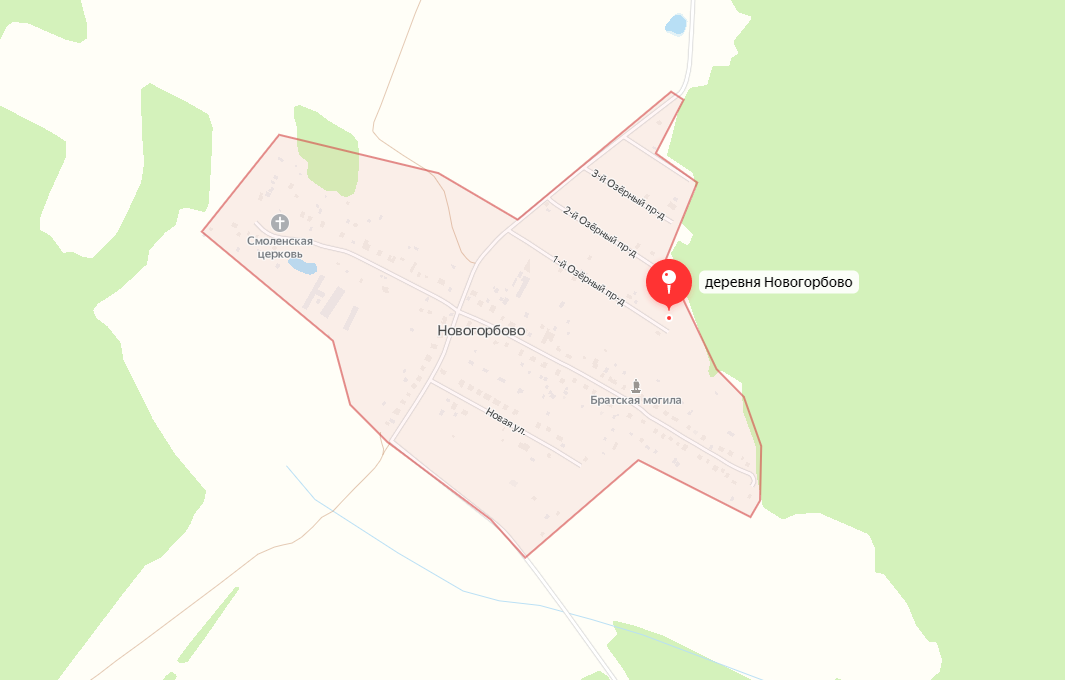 3-й Озёрный пр-д
2-й Озёрный пр-д
Смоленская
церковь
1-й Озёрный пр-д
деревня Новогорбово
Новогорбово
Братская могила
Новая ул.